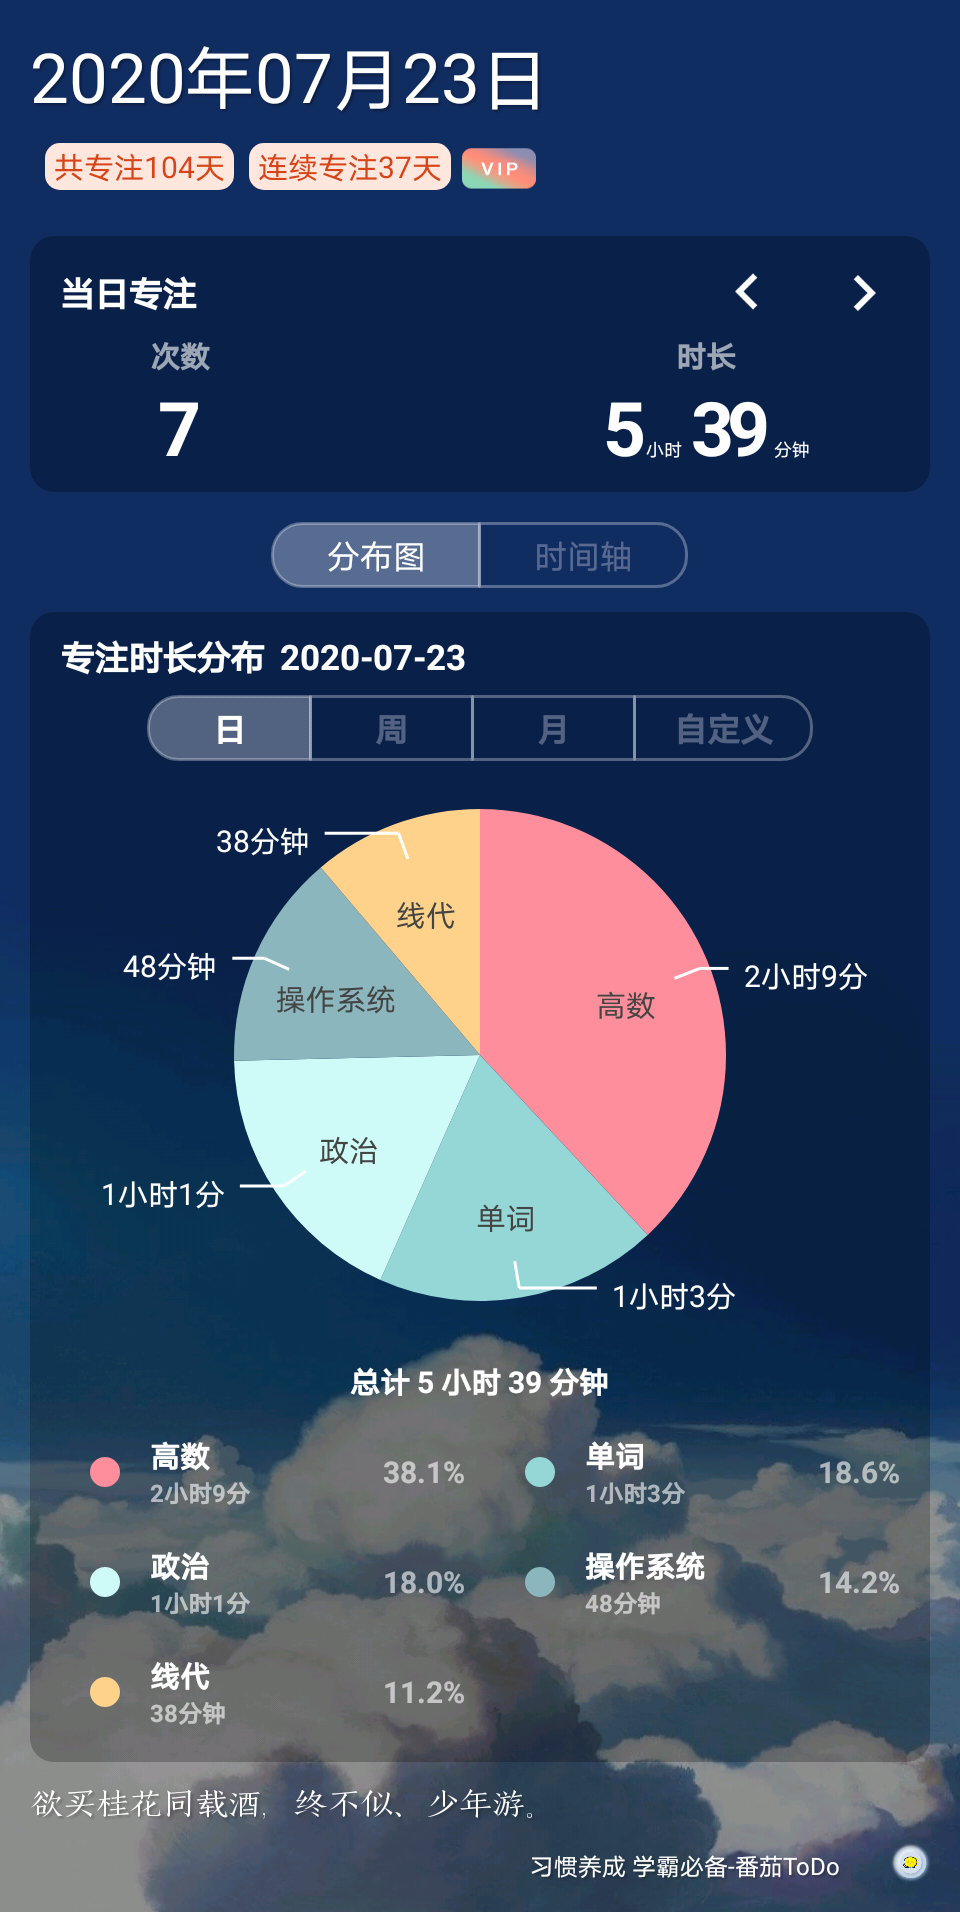 2020年07月23日
共专注104天 连续专注37天 VIP
当日专注
次数 时长
7 5小时39分钟
分布图 时间轴
专注时长分布 2020-07-23
日 周 月 自定义
38分钟
线代
48分钟
操作系统
2小时9分
高数
政治
1小时1分
单词
1小时3分
总计 5 小时 39 分钟
高数 38.1% 单词 18.6%
2小时9分 1小时3分
政治 18.0% 操作系统 14.2%
1小时1分 48分钟
线代 11.2%
38分钟
欲买桂花同载酒，终不似、少年游。
习惯养成 学霸必备-番茄ToDo